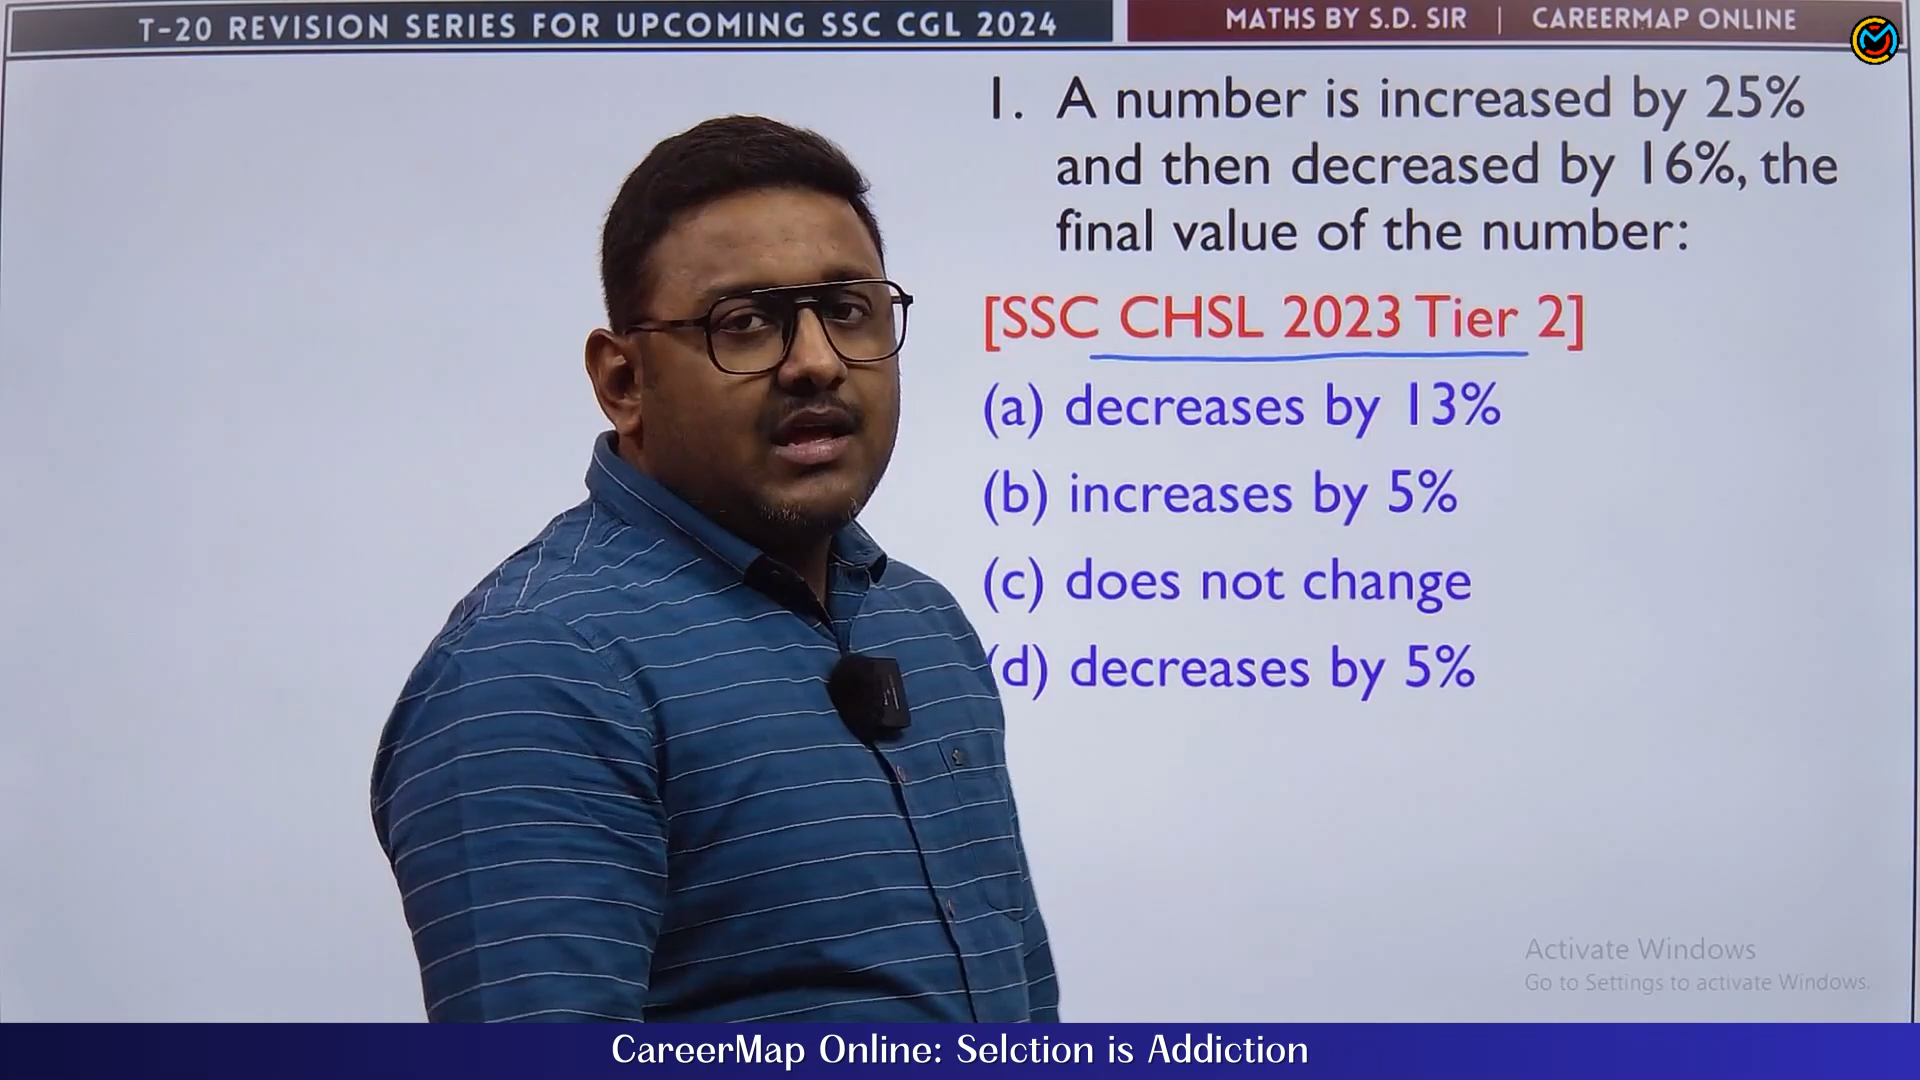 T-20 REVISION SERIES FOR UPCOMING SSC CGL 2024
MATHS BY S.D. SIR | CAREERMAP ONLINE
1. A number is increased by 25%
and then decreased by 16%, the
final value of the number:
[SSC CHSL 2023 Tier 2]
(a) decreases by 13%
(b) increases by 5%
(c) does not change
(d) decreases by 5%
Activate Windows
Go to Settings to activate Windows.
CareerMap Online: Selction is Addiction